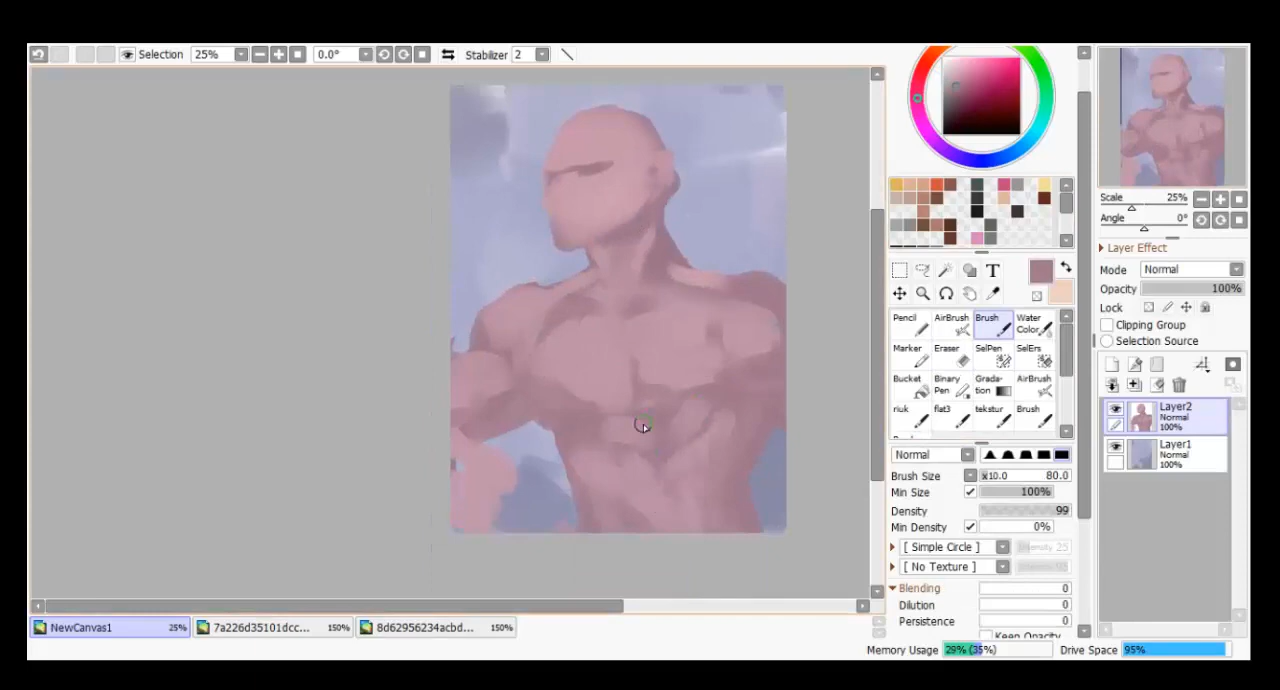 Selection 25% 0.0° Stabilizer 2
Scale 25%
Angle 0°
Layer Effect
Mode Normal
Opacity 100%
Lock
Clipping Group
Selection Source
T
Pencil AirBrush Brush Water Color
Marker Eraser SelPen SelErs
Bucket Binary Pen Grada-tion AirBrush
riuk flat3 tekstur Brush
Layer2
Normal
100%
Layer1
Normal
100%
Normal
Brush Size x10.0 80.0
Min Size 100%
Density 99
Min Density 0%
[ Simple Circle ]
[ No Texture ]
Blending 0
Dilution 0
Persistence 0
Keep Opacity
NewCanvas1 25% 7a226d35101dcc... 150% 8d62956234acbd... 150%
Memory Usage 29% (35%) Drive Space 95%